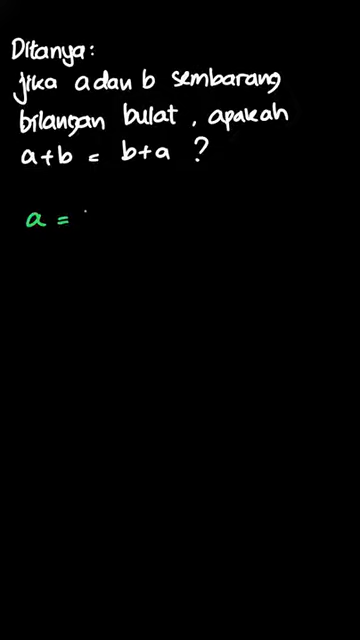 Ditanya:
jika a dan b sembarang
bilangan bulat, apakah
a+b = b+a ?
a =